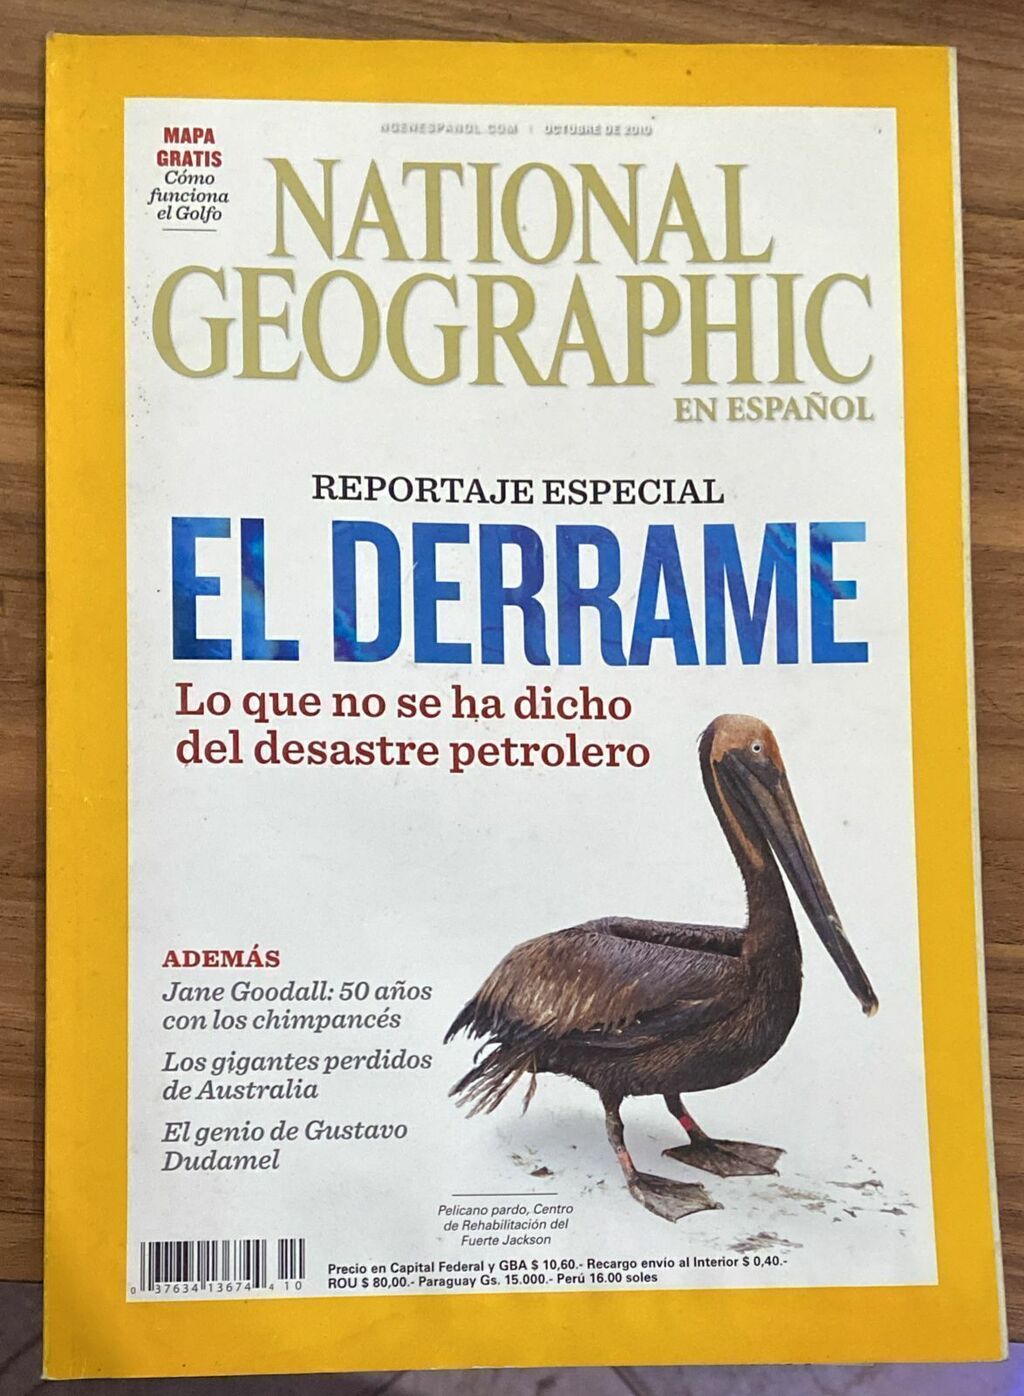 NGENESPANOL.COM | OCTUBRE DE 2010
MAPA
GRATIS
Cómo
funciona
el Golfo
NATIONAL
GEOGRAPHIC
EN ESPAÑOL
REPORTAJE ESPECIAL
EL DERRAME
Lo que no se ha dicho
del desastre petrolero
ADEMÁS
Jane Goodall: 50 años
con los chimpancés
Los gigantes perdidos
de Australia
El genio de Gustavo
Dudamel
Pelicano pardo, Centro
de Rehabilitación del
Fuerte Jackson
Precio en Capital Federal y GBA $ 10,60.- Recargo envío al Interior $ 0,40.-
ROU $ 80,00.- Paraguay Gs. 15.000.- Perú 16.00 soles
0 37634 13674 4 10